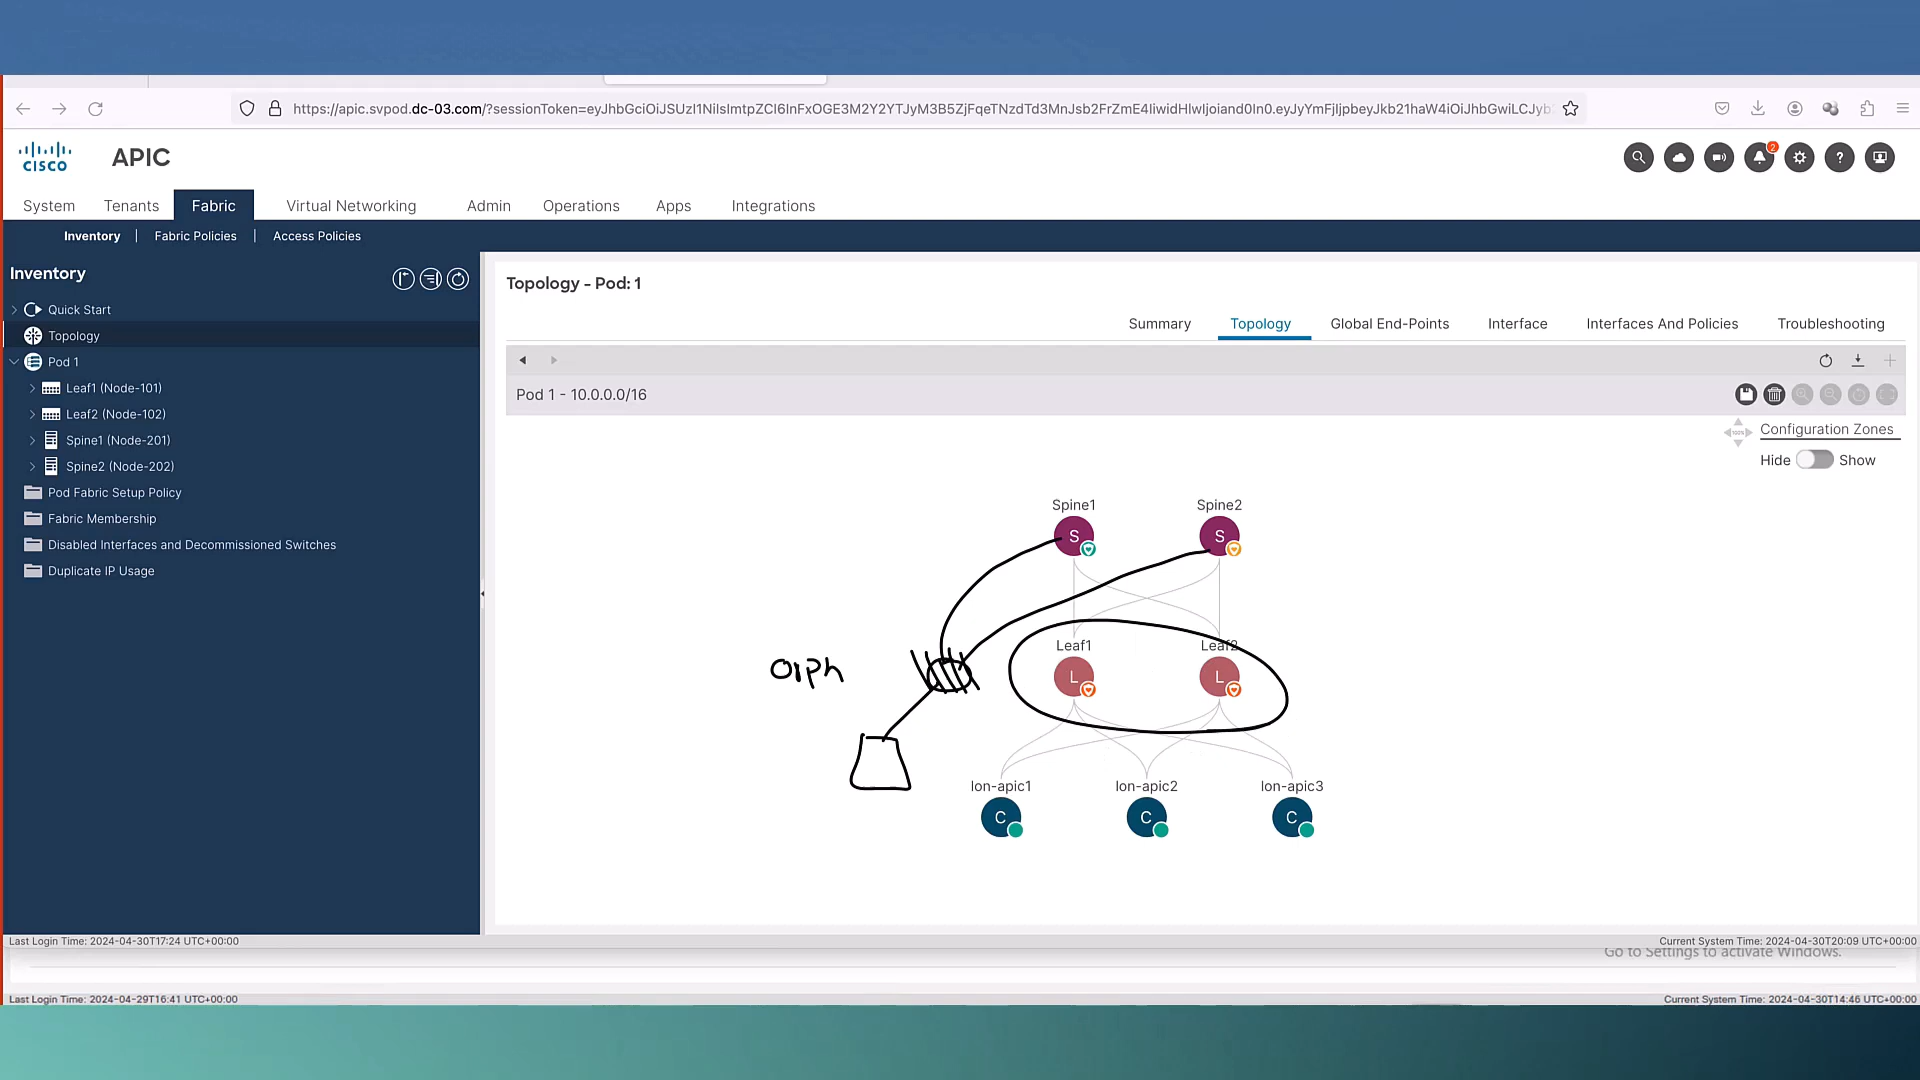 https://apic.svpod.dc-03.com/?sessionToken=eyJhbGciOiJSUzI1NiIsImtpZCI6InFxOGE3M2Y2YTJyM3B5ZjFqeTNzdTd3MnJsb2FrZmE4IiwidHlwIjoiand0In0.eyJyYmFjIjpbeyJkb21haW4iOiJhbGwiLCJyb
CISCO
APIC
2
System Tenants Fabric Virtual Networking Admin Operations Apps Integrations
Inventory | Fabric Policies | Access Policies
Inventory
Quick Start
Topology
Pod 1
Leaf1 (Node-101)
Leaf2 (Node-102)
Spine1 (Node-201)
Spine2 (Node-202)
Pod Fabric Setup Policy
Fabric Membership
Disabled Interfaces and Decommissioned Switches
Duplicate IP Usage
Topology - Pod: 1
Summary Topology Global End-Points Interface Interfaces And Policies Troubleshooting
Pod 1 - 10.0.0.0/16
100%
Configuration Zones
Hide Show
Spine1 Spine2
S S
Leaf1 Leaf2
L L
orph
lon-apic1 lon-apic2 lon-apic3
C C C
Last Login Time: 2024-04-30T17:24 UTC+00:00
Current System Time: 2024-04-30T20:09 UTC+00:00
Go to Settings to activate Windows.
Last Login Time: 2024-04-29T16:41 UTC+00:00
Current System Time: 2024-04-30T14:46 UTC+00:00